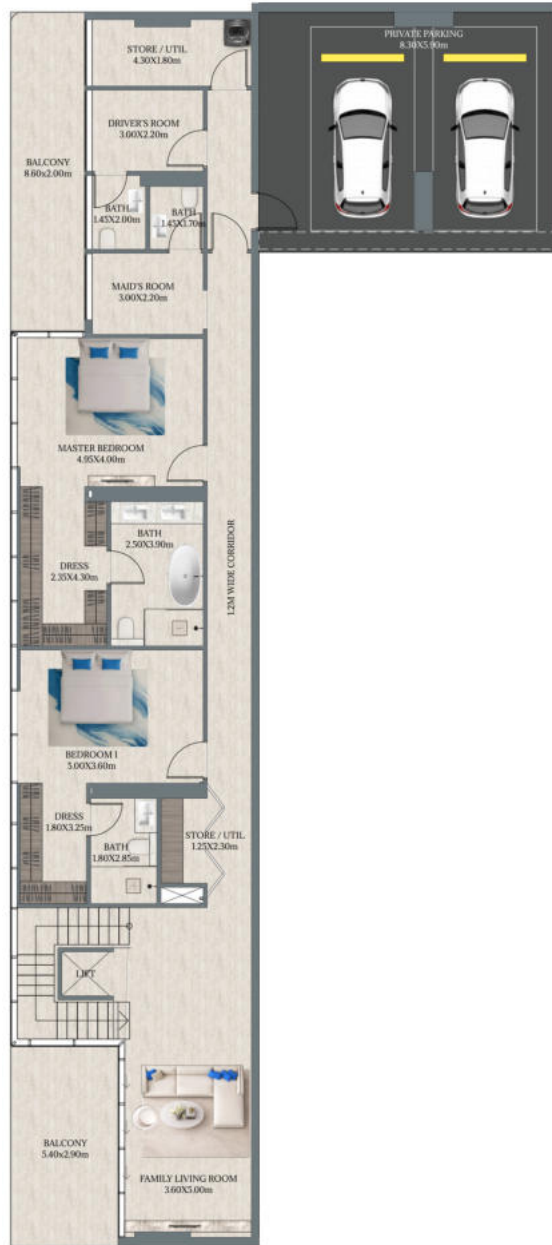 STORE / UTIL
4.30X1.80m
PRIVATE PARKING
8.30X5.90m
DRIVER'S ROOM
3.00X2.20m
BALCONY
8.60x2.00m
BATH
1.45X2.00m
BATH
1.45X1.70m
MAID'S ROOM
3.00X2.20m
MASTER BEDROOM
4.95X4.00m
BATH
2.50X3.90m
DRESS
2.35X4.30m
1.2M WIDE CORRIDOR
BEDROOM 1
5.00X3.60m
DRESS
1.80X3.25m
BATH
1.80X2.85m
STORE / UTIL
1.25X2.30m
LIFT
BALCONY
5.40x2.90m
FAMILY LIVING ROOM
3.60X5.00m